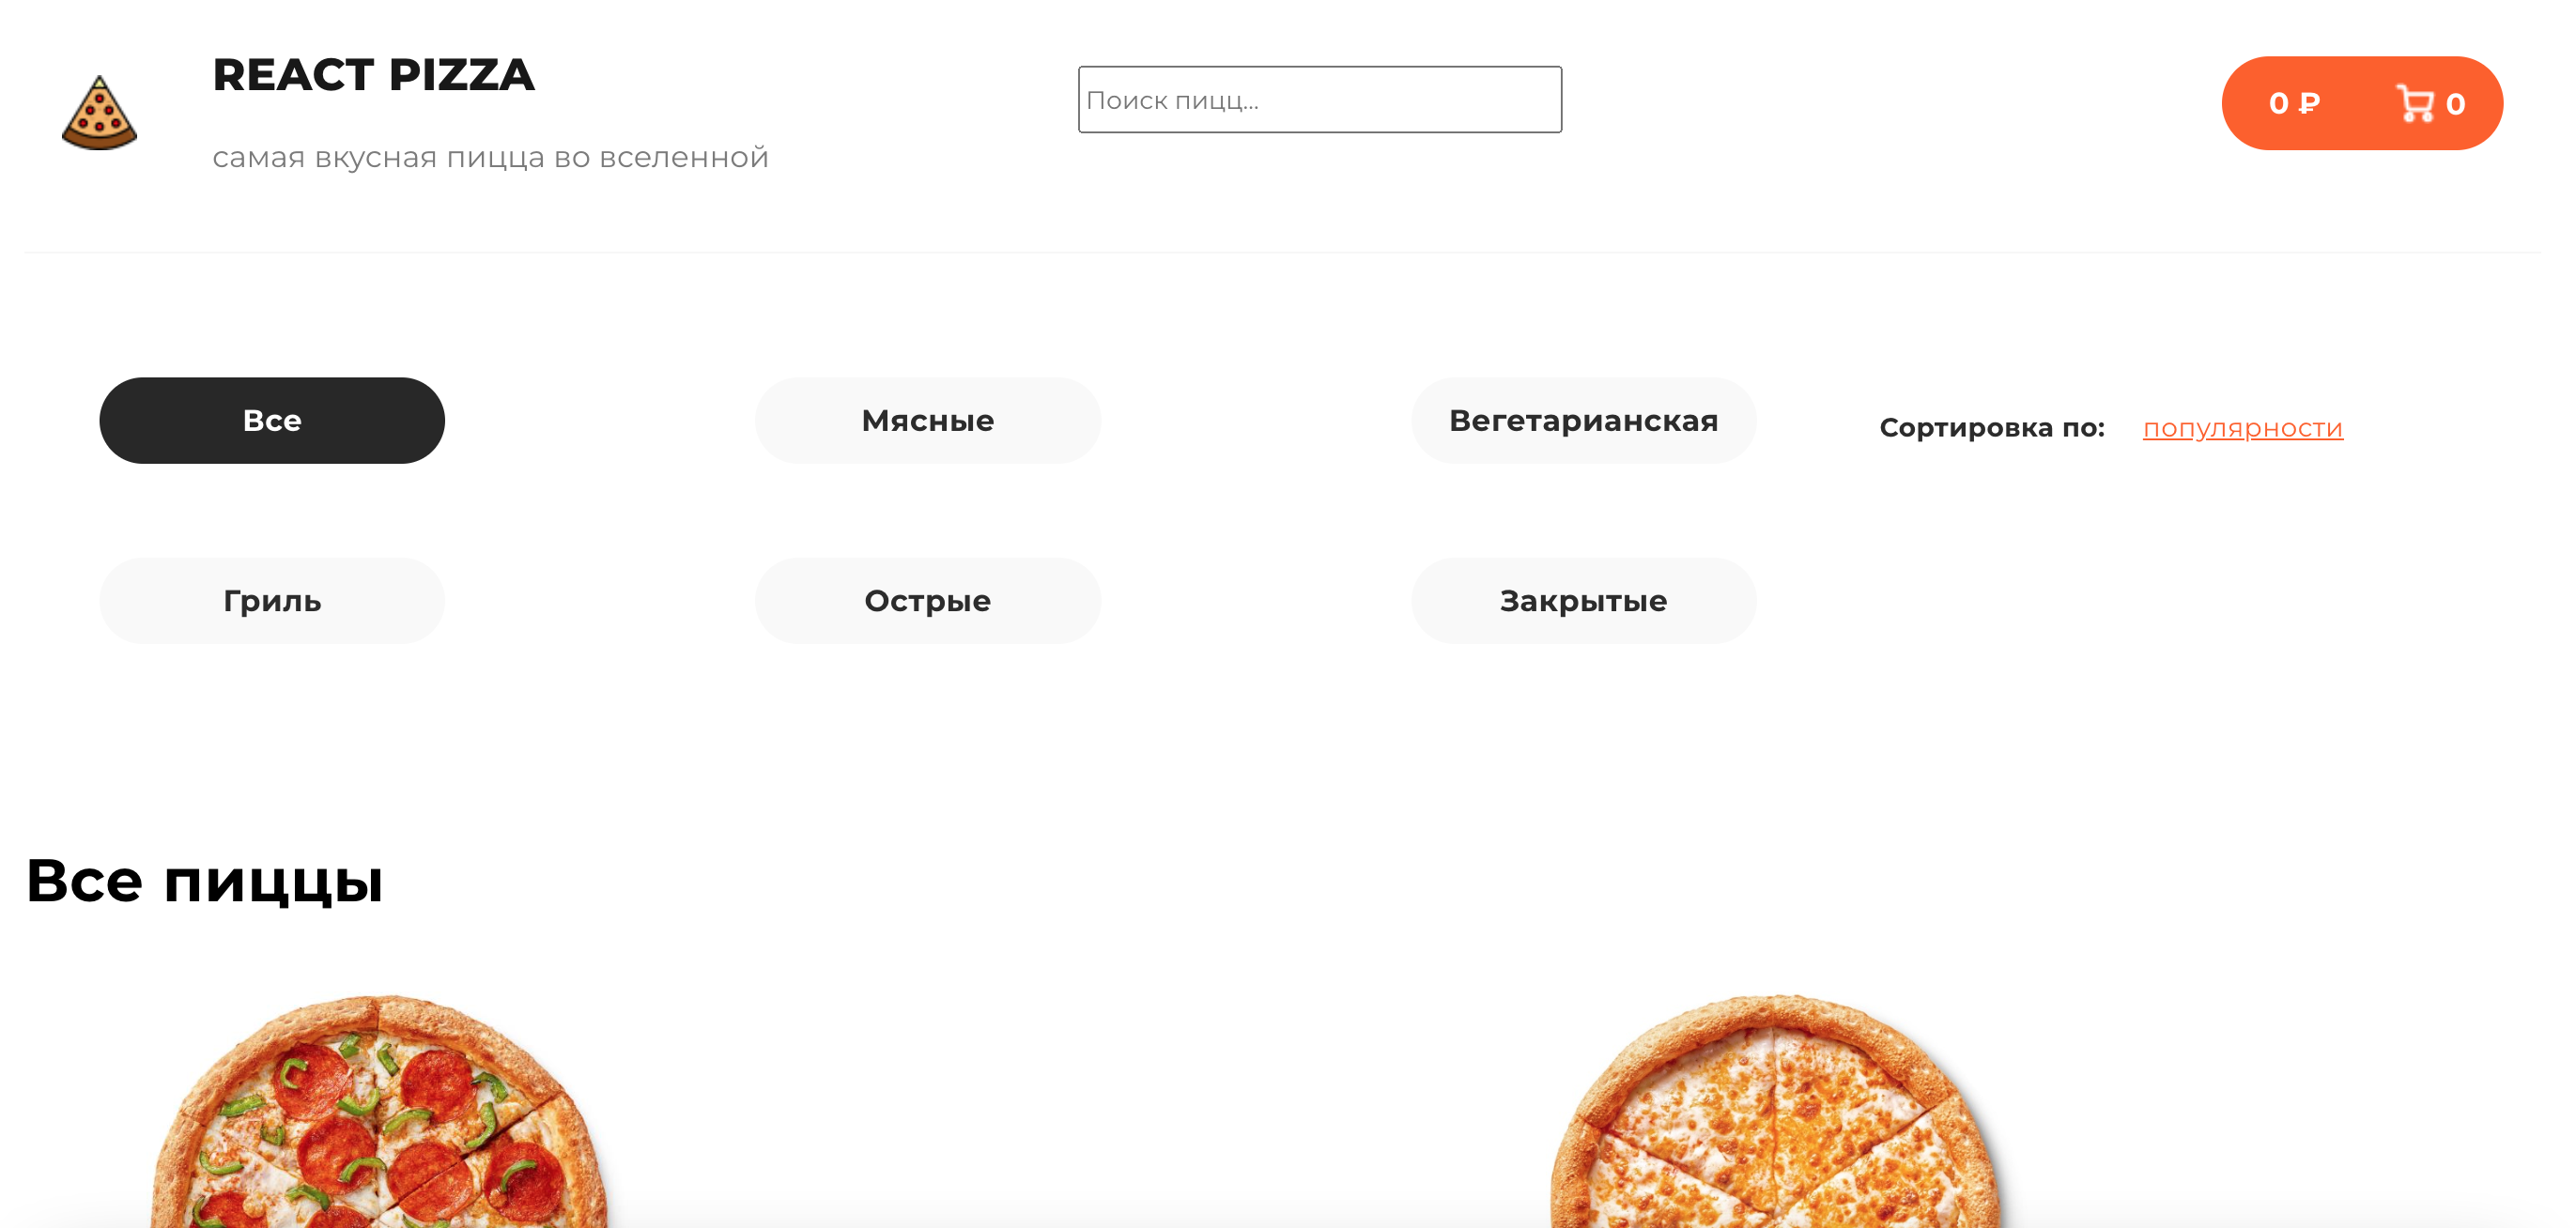 REACT PIZZA
самая вкусная пицца во вселенной
Поиск пицц...
0 ₽
0
Все
Мясные
Вегетарианская
Сортировка по:
популярности
Гриль
Острые
Закрытые
Все пиццы